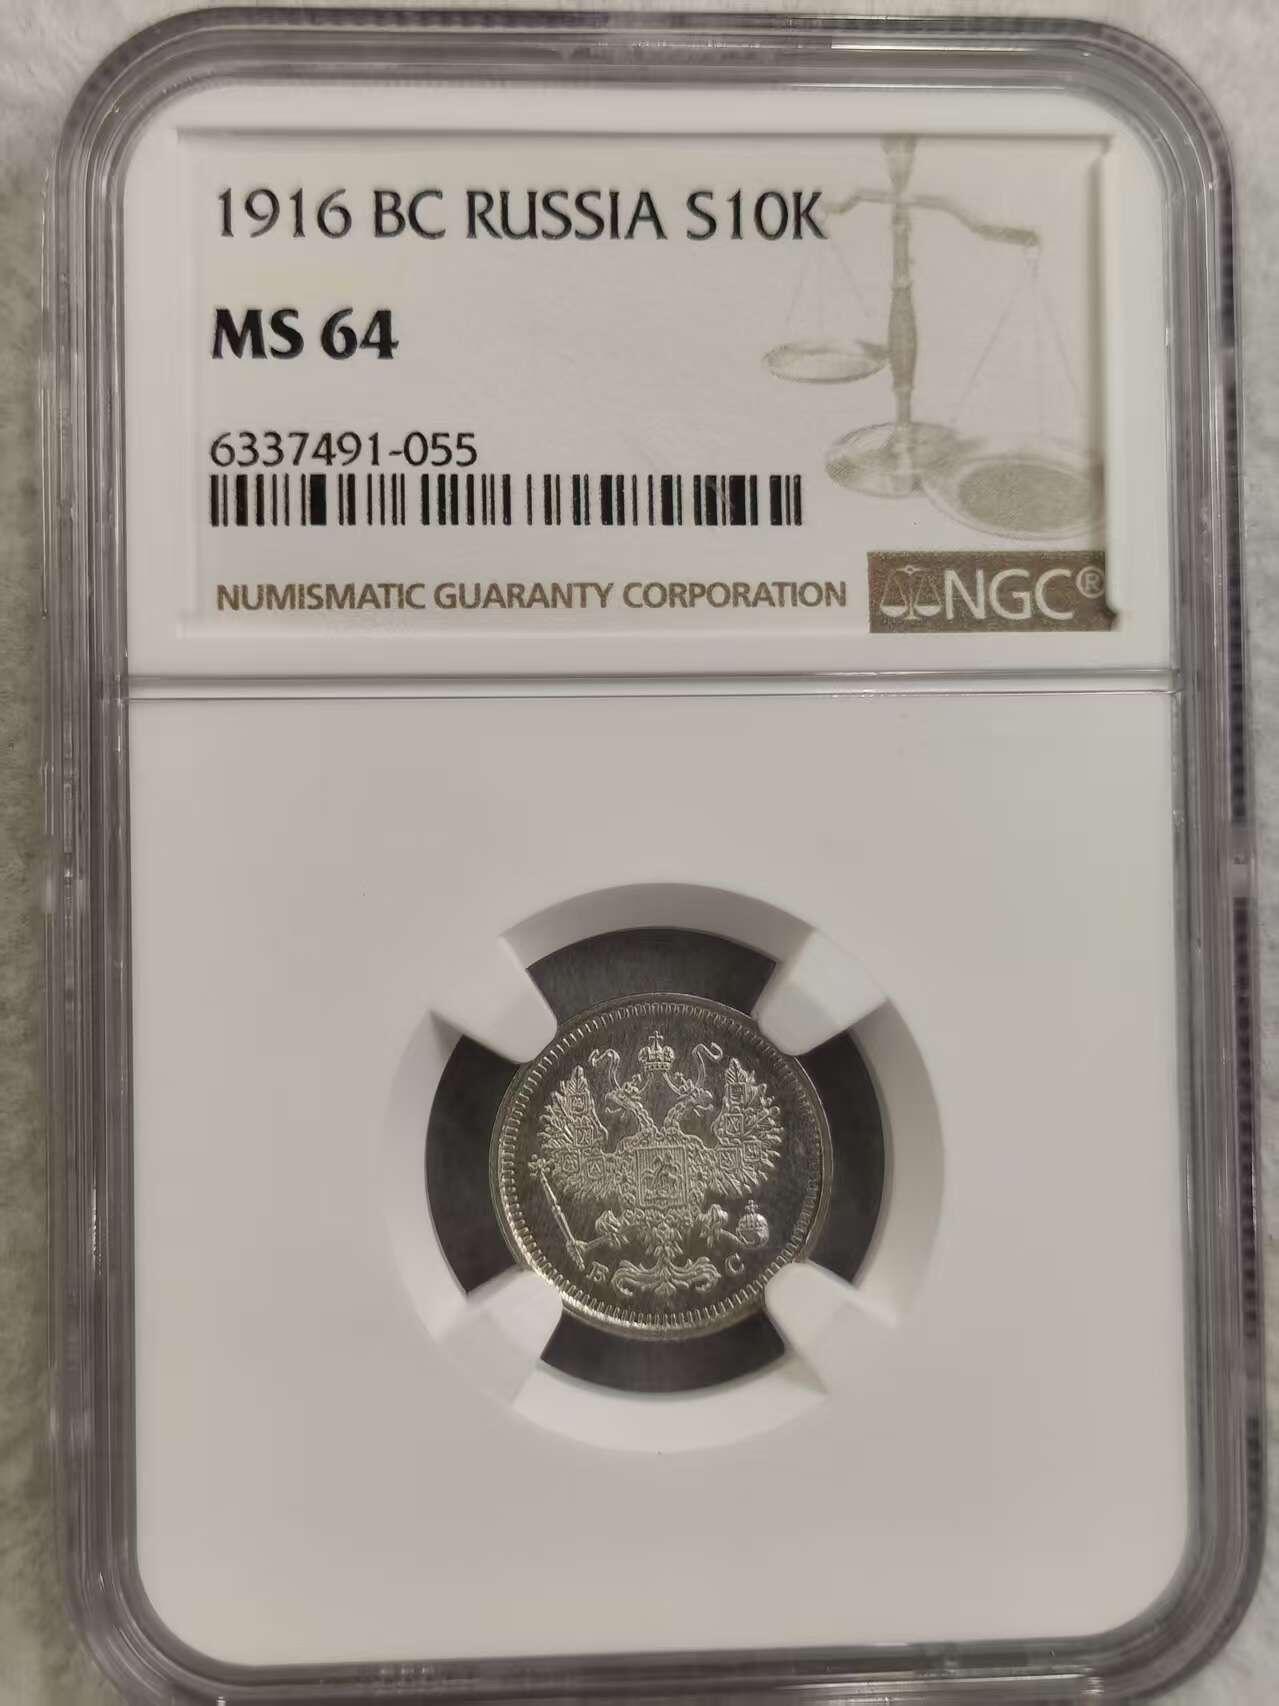 1916 BC RUSSIA S10K
MS 64
6337491-055
NUMISMATIC GUARANTY CORPORATION
NGC®
В С